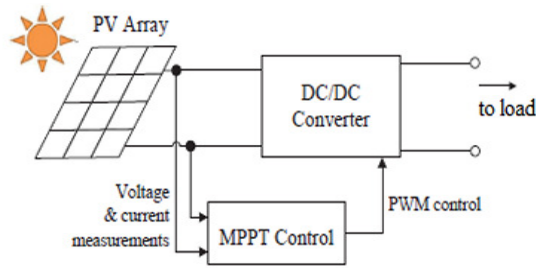 PV Array
DC/DC
Converter
to load
Voltage
& current
measurements
MPPT Control
PWM control